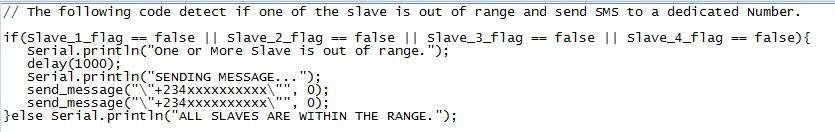 // The following code detect if one of the slave is out of range and send SMS to a dedicated Number.
if(Slave_1_flag == false || Slave_2_flag == false || Slave_3_flag == false || Slave_4_flag == false){
Serial.println("One or More Slave is out of range.");
delay(1000);
Serial.println("SENDING MESSAGE...");
send_message("\"+234xxxxxxxxxx\"", 0);
send_message("\"+234xxxxxxxxxx\"", 0);
}else Serial.println("ALL SLAVES ARE WITHIN THE RANGE.");